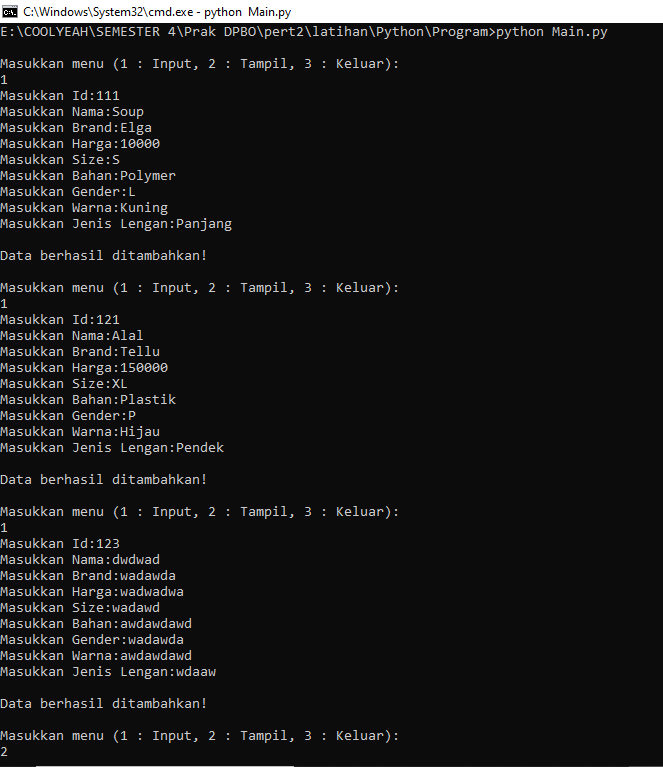 C:\Windows\System32\cmd.exe - python  Main.py
E:\COOLYEAH\SEMESTER 4\Prak DPBO\pert2\latihan\Python\Program>python Main.py
Masukkan menu (1 : Input, 2 : Tampil, 3 : Keluar):
1
Masukkan Id:111
Masukkan Nama:Soup
Masukkan Brand:Elga
Masukkan Harga:10000
Masukkan Size:S
Masukkan Bahan:Polymer
Masukkan Gender:L
Masukkan Warna:Kuning
Masukkan Jenis Lengan:Panjang
Data berhasil ditambahkan!
Masukkan menu (1 : Input, 2 : Tampil, 3 : Keluar):
1
Masukkan Id:121
Masukkan Nama:Alal
Masukkan Brand:Tellu
Masukkan Harga:150000
Masukkan Size:XL
Masukkan Bahan:Plastik
Masukkan Gender:P
Masukkan Warna:Hijau
Masukkan Jenis Lengan:Pendek
Data berhasil ditambahkan!
Masukkan menu (1 : Input, 2 : Tampil, 3 : Keluar):
1
Masukkan Id:123
Masukkan Nama:dwdwad
Masukkan Brand:wadawda
Masukkan Harga:wadwadwa
Masukkan Size:wadawd
Masukkan Bahan:awdawdawd
Masukkan Gender:wadawda
Masukkan Warna:awdawdawd
Masukkan Jenis Lengan:wdaaw
Data berhasil ditambahkan!
Masukkan menu (1 : Input, 2 : Tampil, 3 : Keluar):
2